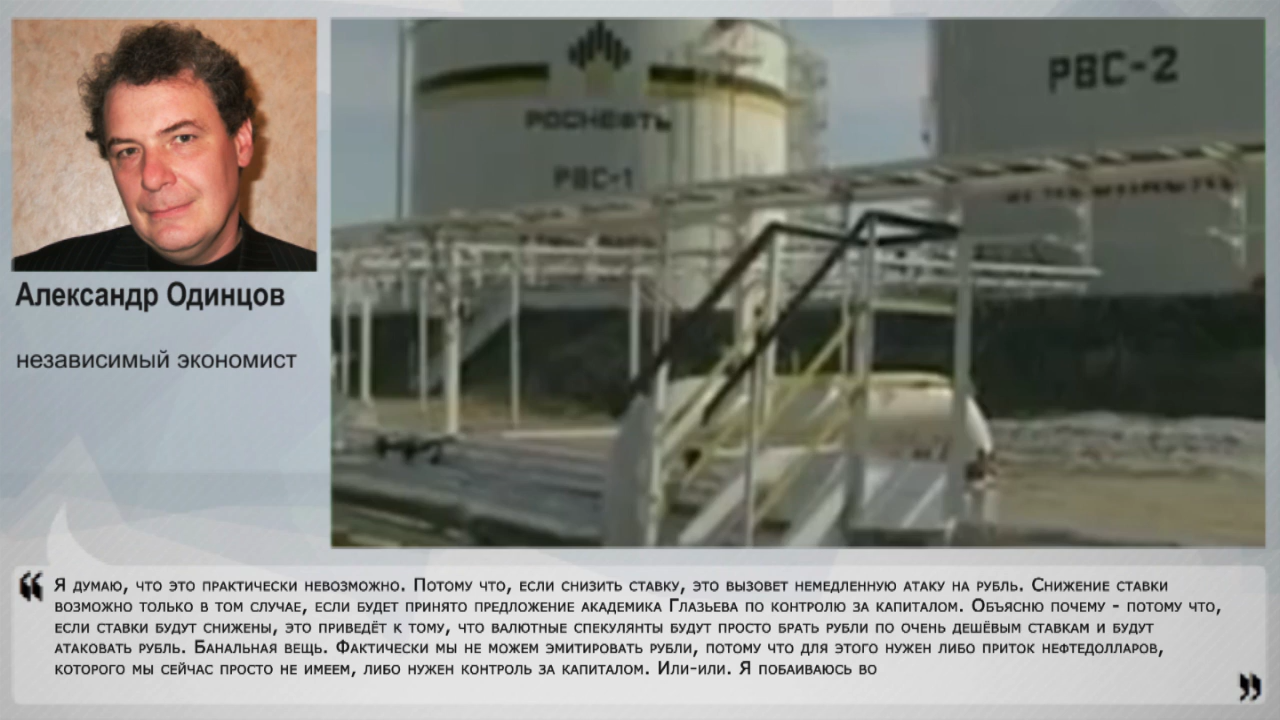 РОСНЕФТЬ
РВС-1
РВС-2
Александр Одинцов
независимый экономист
“ Я думаю, что это практически невозможно. Потому что, если снизить ставку, это вызовет немедленную атаку на рубль. Снижение ставки
возможно только в том случае, если будет принято предложение академика Глазьева по контролю за капиталом. Объясню почему - потому что,
если ставки будут снижены, это приведёт к тому, что валютные спекулянты будут просто брать рубли по очень дешёвым ставкам и будут
атаковать рубль. Банальная вещь. Фактически мы не можем эмитировать рубли, потому что для этого нужен либо приток нефтедолларов,
которого мы сейчас просто не имеем, либо нужен контроль за капиталом. Или-или. Я побаиваюсь во
”